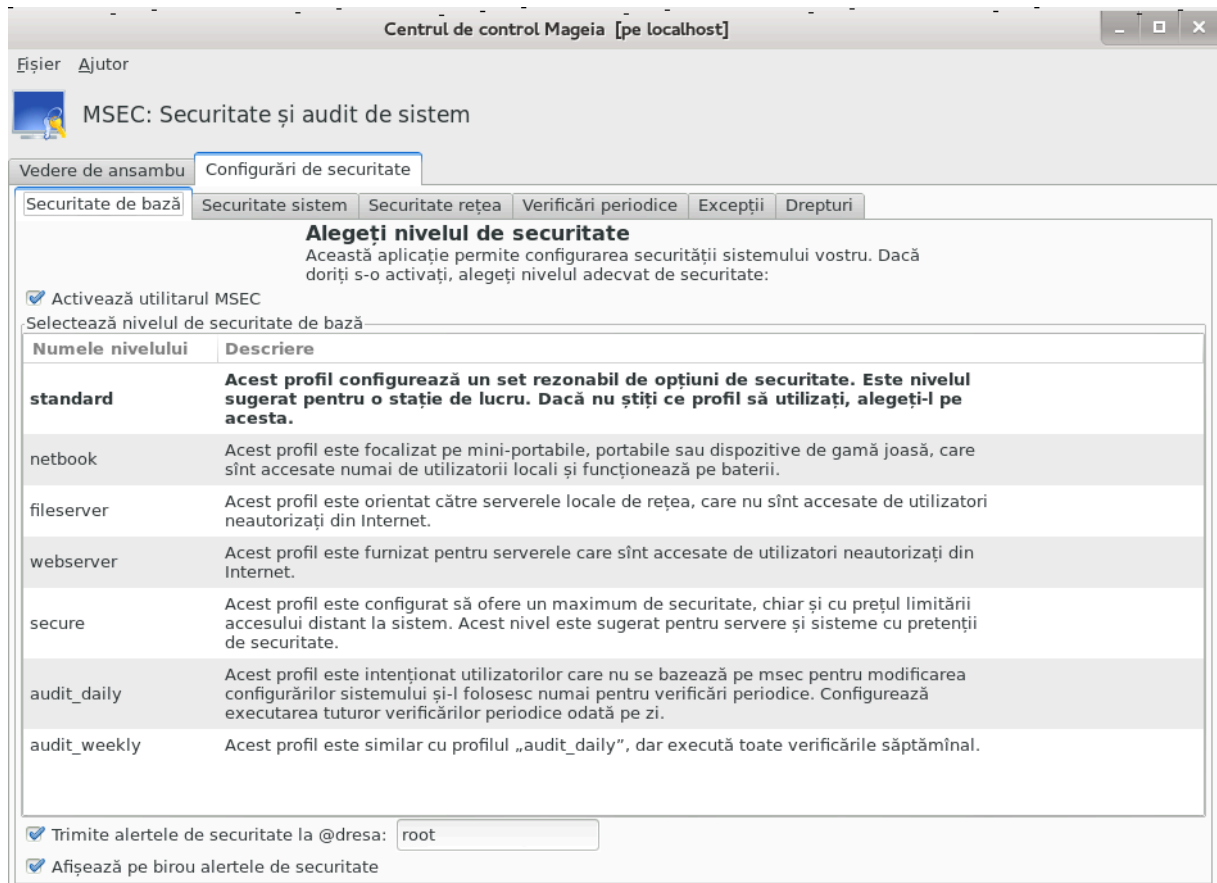 Centrul de control Mageia  [pe localhost]
Fișier Ajutor
MSEC: Securitate și audit de sistem
Vedere de ansambu Configurări de securitate
Securitate de bază Securitate sistem Securitate rețea Verificări periodice Excepții Drepturi
Alegeți nivelul de securitate
Această aplicație permite configurarea securității sistemului vostru. Dacă
doriți s-o activați, alegeți nivelul adecvat de securitate:
Activează utilitarul MSEC
Selectează nivelul de securitate de bază
Numele nivelului Descriere
standard
Acest profil configurează un set rezonabil de opțiuni de securitate. Este nivelul
sugerat pentru o stație de lucru. Dacă nu știți ce profil să utilizați, alegeți-l pe
acesta.
netbook
Acest profil este focalizat pe mini-portabile, portabile sau dispozitive de gamă joasă, care
sînt accesate numai de utilizatorii locali și funcționează pe baterii.
fileserver
Acest profil este orientat către serverele locale de rețea, care nu sînt accesate de utilizatori
neautorizați din Internet.
webserver
Acest profil este furnizat pentru serverele care sînt accesate de utilizatori neautorizați din
Internet.
secure
Acest profil este configurat să ofere un maximum de securitate, chiar și cu prețul limitării
accesului distant la sistem. Acest nivel este sugerat pentru servere și sisteme cu pretenții
de securitate.
audit_daily
Acest profil este intenționat utilizatorilor care nu se bazează pe msec pentru modificarea
configurărilor sistemului și-l folosesc numai pentru verificări periodice. Configurează
executarea tuturor verificărilor periodice odată pe zi.
audit_weekly
Acest profil este similar cu profilul „audit_daily”, dar execută toate verificările săptămînal.
Trimite alertele de securitate la @dresa: root
Afișează pe birou alertele de securitate